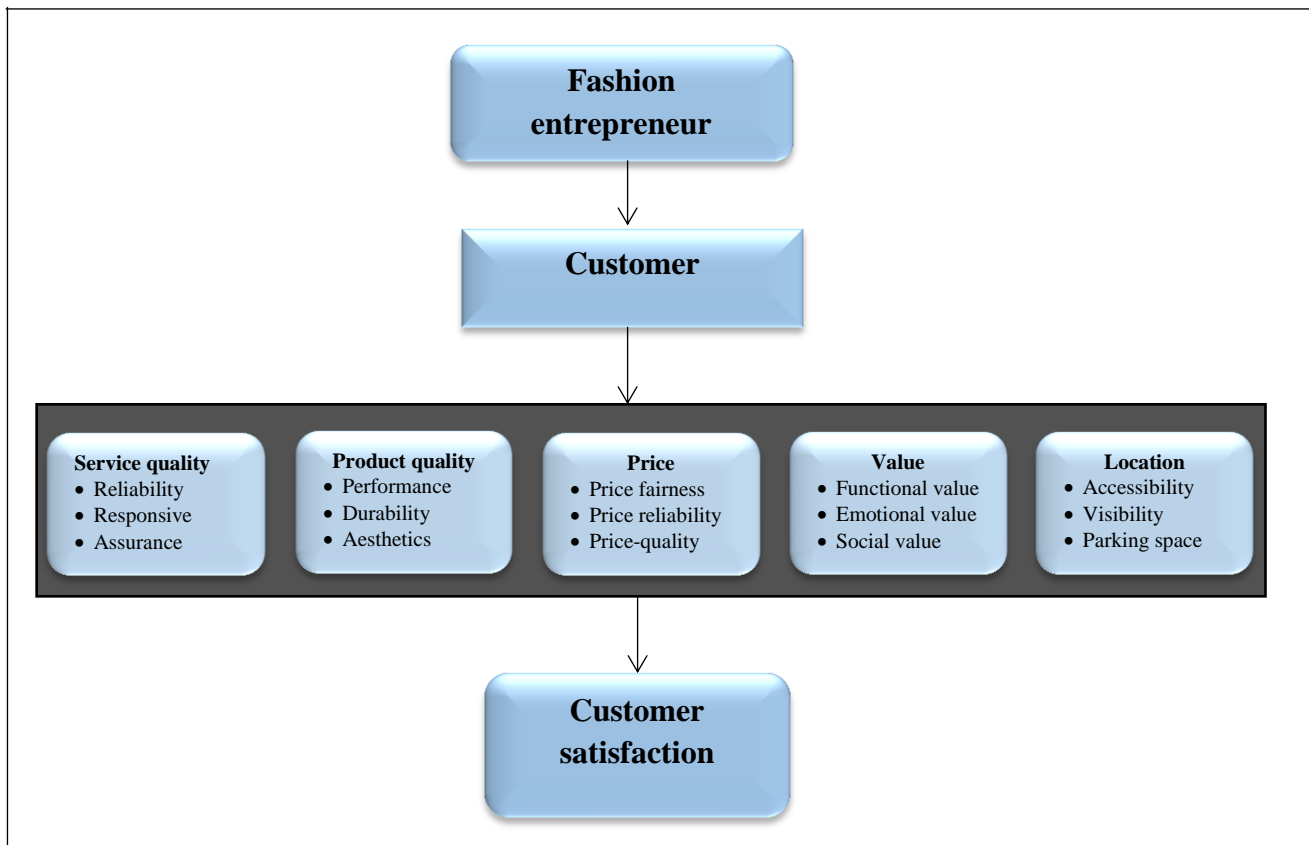 Fashion
entrepreneur
Customer
Service quality
• Reliability
• Responsive
• Assurance
Product quality
• Performance
• Durability
• Aesthetics
Price
• Price fairness
• Price reliability
• Price-quality
Value
• Functional value
• Emotional value
• Social value
Location
• Accessibility
• Visibility
• Parking space
Customer
satisfaction